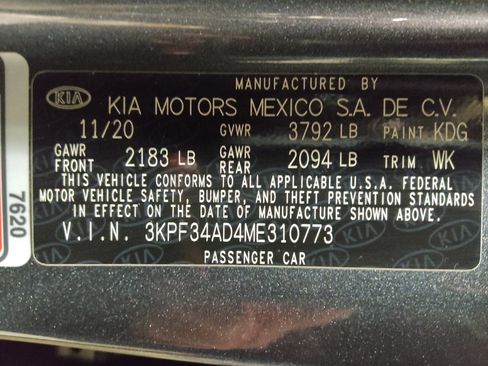 MANUFACTURED BY
KIA KIA MOTORS MEXICO S.A. DE C.V.
11/20 GVWR 3792 LB PAINT KDG
GAWR FRONT 2183 LB GAWR REAR 2094 LB TRIM WK
THIS VEHICLE CONFORMS TO ALL APPLICABLE U.S.A. FEDERAL
MOTOR VEHICLE SAFETY, BUMPER, AND THEFT PREVENTION STANDARDS
IN EFFECT ON THE DATE OF MANUFACTURE SHOWN ABOVE.
V.I.N. 3KPF34AD4ME310773
PASSENGER CAR
7620